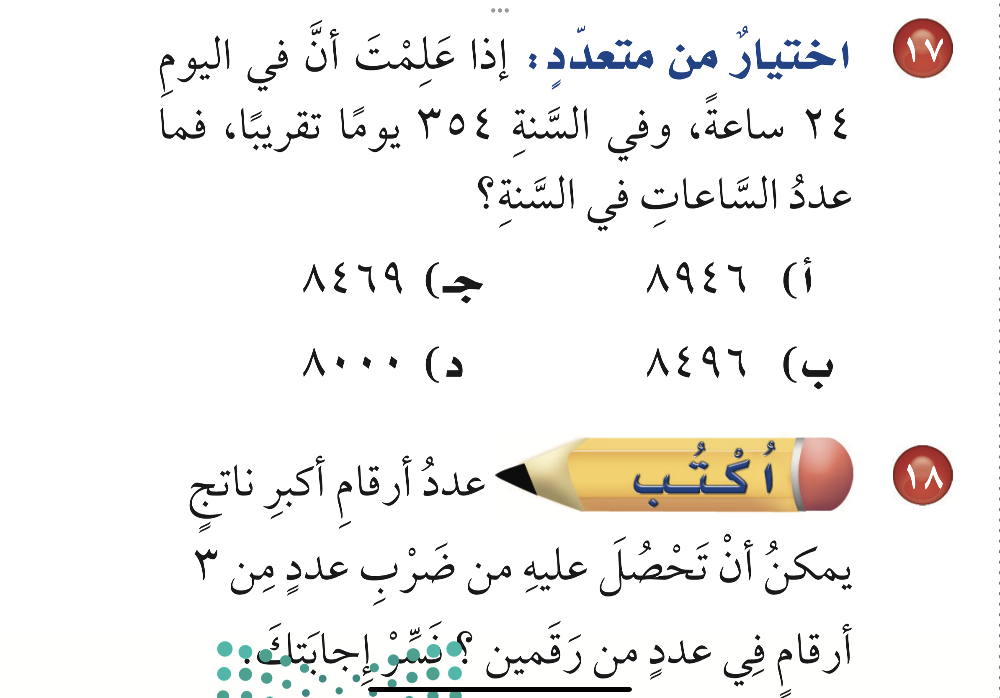 ١٧ اختيارٌ من متعدّدٍ: إذا عَلِمْتَ أنَّ في اليومِ
٢٤ ساعةً، وفي السَّنةِ ٣٥٤ يومًا تقريبًا، فما
عددُ السَّاعاتِ في السَّنةِ؟
أ) ٨٩٤٦ جـ) ٨٤٦٩
ب) ٨٤٩٦ د) ٨٠٠٠
١٨ اُكْتُب عددُ أرقامِ أكبرِ ناتجٍ
يمكنُ أنْ تَحْصُلَ عليهِ من ضَرْبِ عددٍ مِن ٣
أرقامٍ فِي عددٍ من رَقَمين ؟ فَسِّرْ إجابَتكَ.